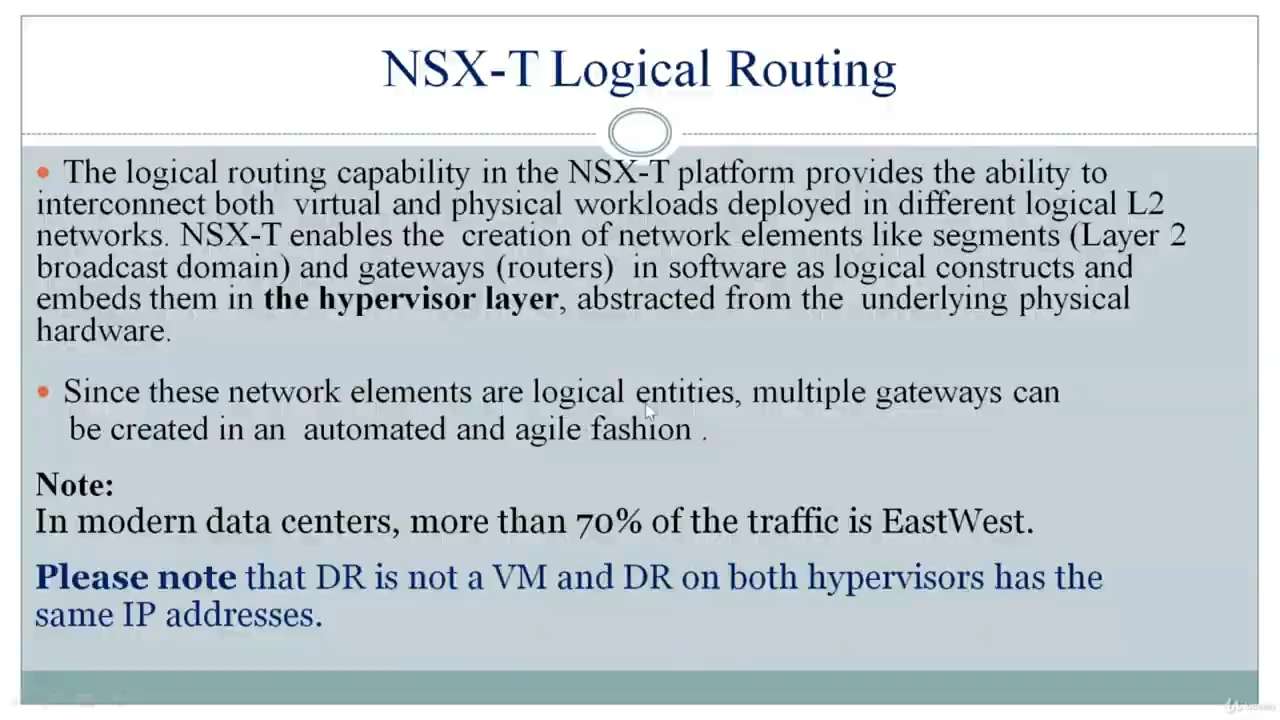 NSX-T Logical Routing
• The logical routing capability in the NSX-T platform provides the ability to
interconnect both virtual and physical workloads deployed in different logical L2
networks. NSX-T enables the creation of network elements like segments (Layer 2
broadcast domain) and gateways (routers) in software as logical constructs and
embeds them in the hypervisor layer, abstracted from the underlying physical
hardware.
• Since these network elements are logical entities, multiple gateways can
be created in an automated and agile fashion .
Note:
In modern data centers, more than 70% of the traffic is EastWest.
Please note that DR is not a VM and DR on both hypervisors has the
same IP addresses.